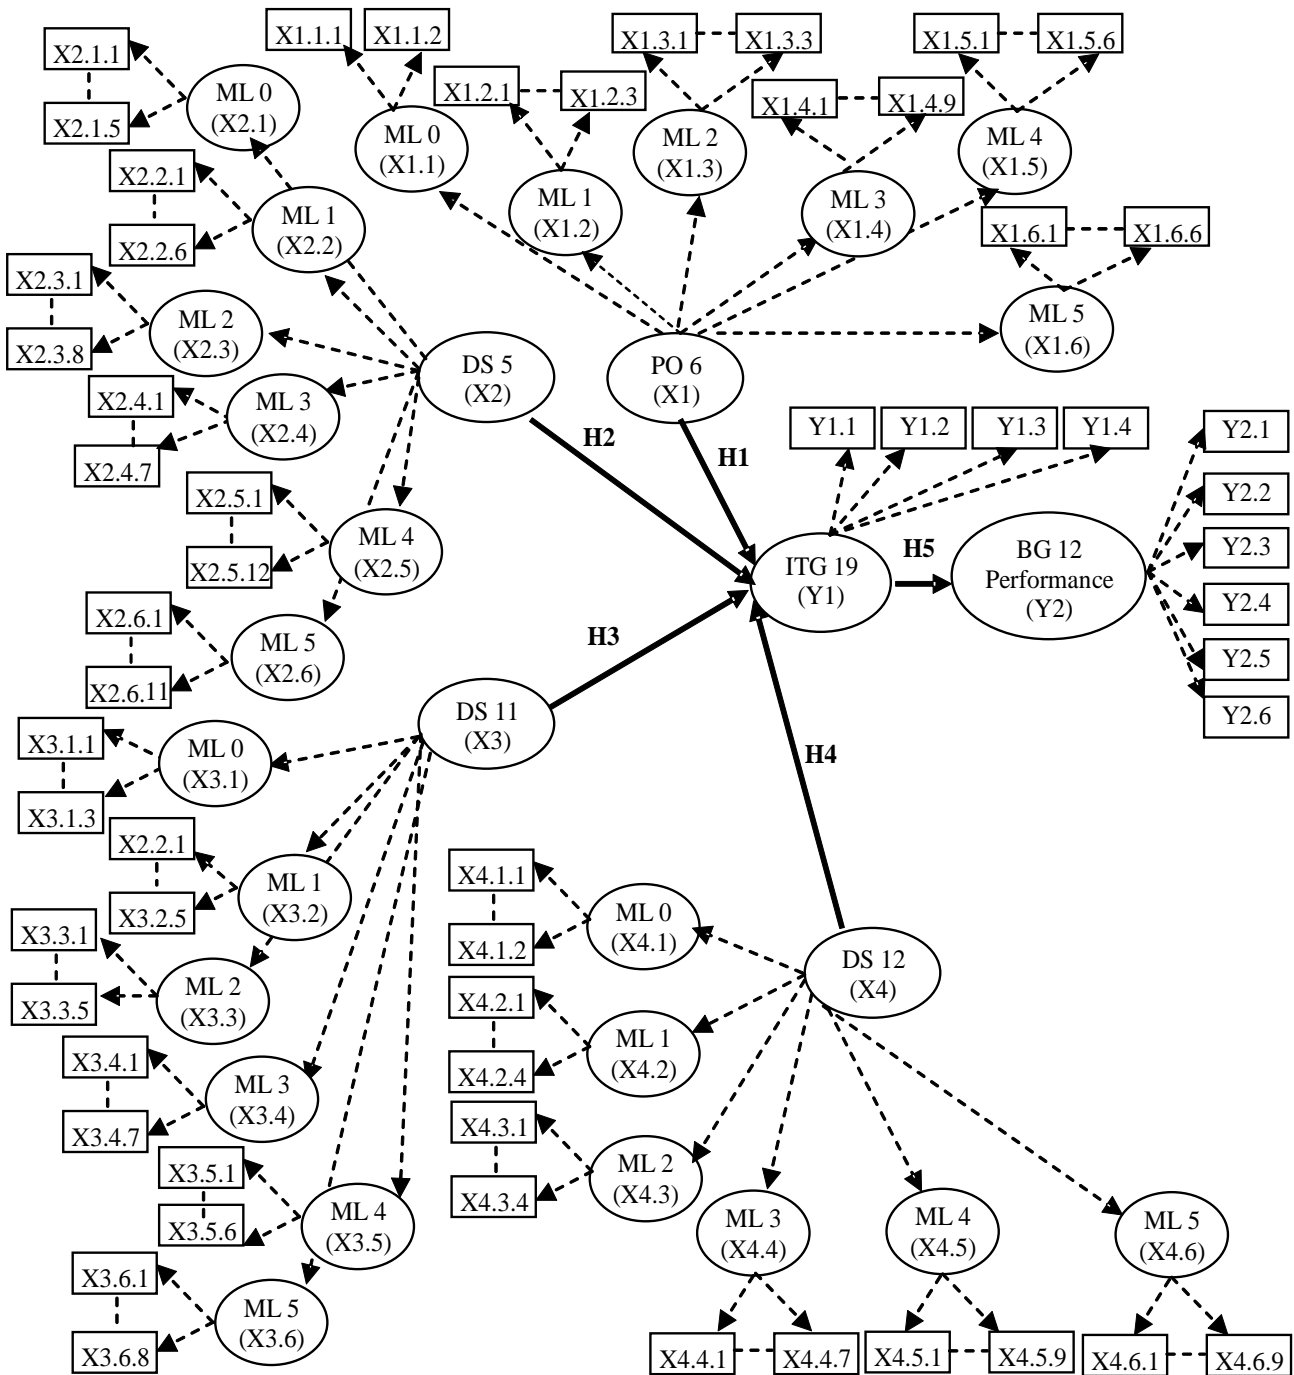 X1.1.1
X1.1.2
ML 0
(X1.1)
X1.2.1
X1.2.3
ML 1
(X1.2)
X1.3.1
X1.3.3
ML 2
(X1.3)
X1.4.1
X1.4.9
ML 3
(X1.4)
X1.5.1
X1.5.6
ML 4
(X1.5)
X1.6.1
X1.6.6
ML 5
(X1.6)
PO 6
(X1)
X2.1.1
X2.1.5
ML 0
(X2.1)
X2.2.1
X2.2.6
ML 1
(X2.2)
X2.3.1
X2.3.8
ML 2
(X2.3)
X2.4.1
X2.4.7
ML 3
(X2.4)
X2.5.1
X2.5.12
ML 4
(X2.5)
X2.6.1
X2.6.11
ML 5
(X2.6)
DS 5
(X2)
H2
H1
Y1.1
Y1.2
Y1.3
Y1.4
ITG 19
(Y1)
H5
BG 12
Performance
(Y2)
Y2.1
Y2.2
Y2.3
Y2.4
Y2.5
Y2.6
H3
H4
DS 11
(X3)
X3.1.1
X3.1.3
ML 0
(X3.1)
X2.2.1
X3.2.5
ML 1
(X3.2)
X3.3.1
X3.3.5
ML 2
(X3.3)
X3.4.1
X3.4.7
ML 3
(X3.4)
X3.5.1
X3.5.6
ML 4
(X3.5)
X3.6.1
X3.6.8
ML 5
(X3.6)
DS 12
(X4)
X4.1.1
X4.1.2
ML 0
(X4.1)
X4.2.1
X4.2.4
ML 1
(X4.2)
X4.3.1
X4.3.4
ML 2
(X4.3)
ML 3
(X4.4)
X4.4.1
X4.4.7
ML 4
(X4.5)
X4.5.1
X4.5.9
ML 5
(X4.6)
X4.6.1
X4.6.9